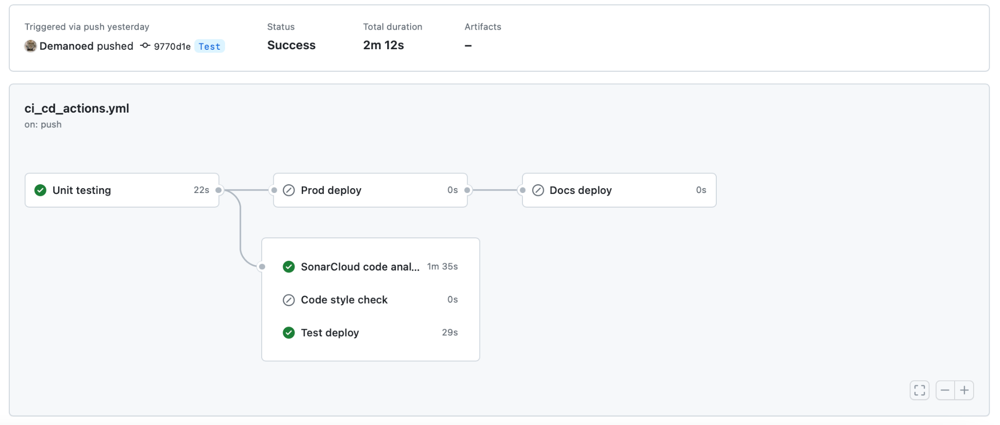 Triggered via push yesterday
Demanoed pushed 9770d1e Test
Status
Success
Total duration
2m 12s
Artifacts
–
ci_cd_actions.yml
on: push
Unit testing 22s
Prod deploy 0s
Docs deploy 0s
SonarCloud code anal... 1m 35s
Code style check 0s
Test deploy 29s